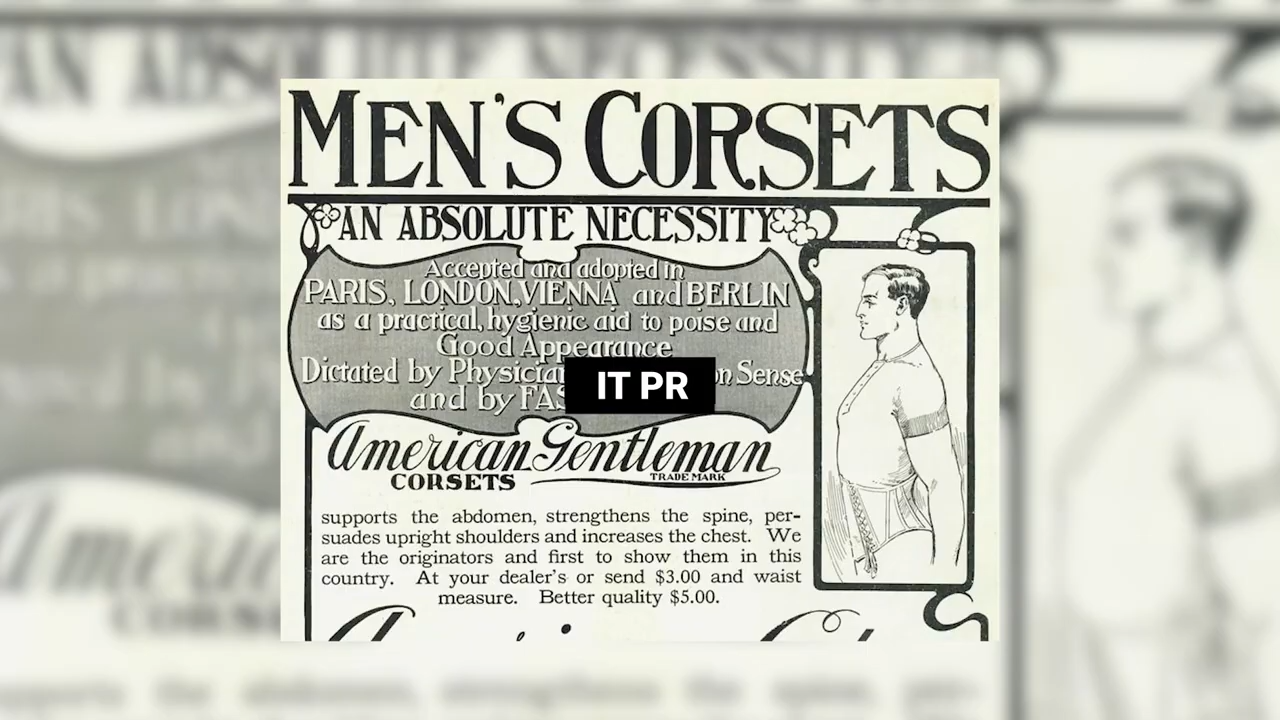 MEN'S CORSETS
AN ABSOLUTE NECESSITY
Accepted and adopted in
PARIS, LONDON, VIENNA and BERLIN
as a practical, hygienic aid to poise and
Good Appearance
Dictated by on Sense
and by
IT PR
American Gentleman
TRADE MARK
CORSETS
supports the abdomen, strengthens the spine, per-
suades upright shoulders and increases the chest. We
are the originators and first to show them in this
country. At your dealer's or send $3.00 and waist
measure. Better quality $5.00.